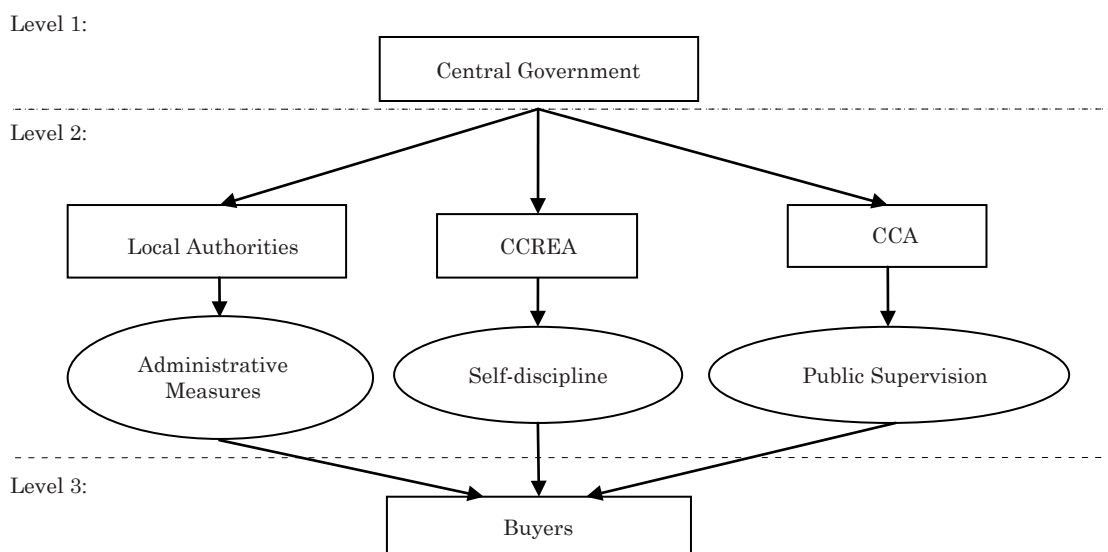 Level 1:
Central Government
Level 2:
Local Authorities
CCREA
CCA
Administrative
Measures
Self-discipline
Public Supervision
Level 3:
Buyers